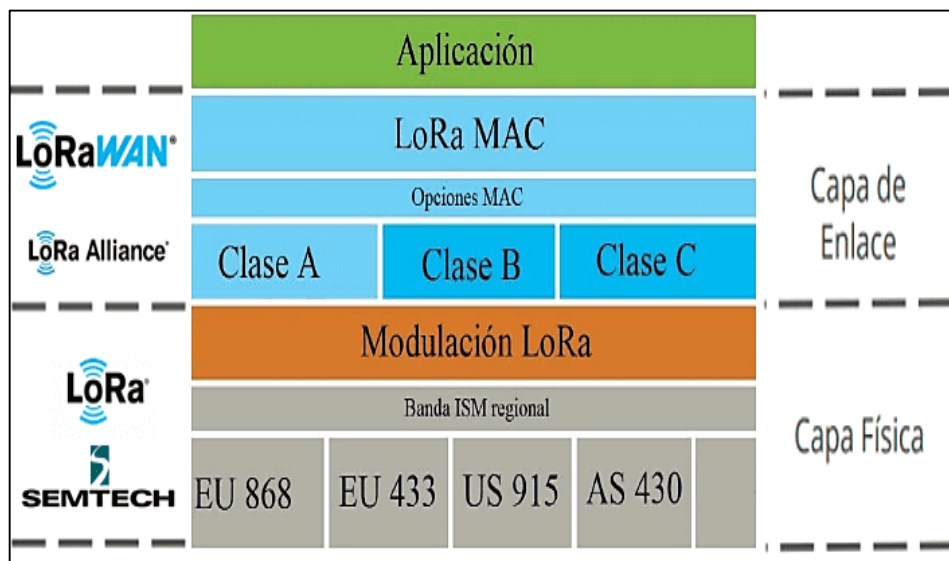 Aplicación
LoRaWAN®
LoRa MAC
Opciones MAC
Capa de
Enlace
LoRa Alliance®
Clase A
Clase B
Clase C
Modulación LoRa
LoRa®
Banda ISM regional
Capa Física
SEMTECH
EU 868
EU 433
US 915
AS 430